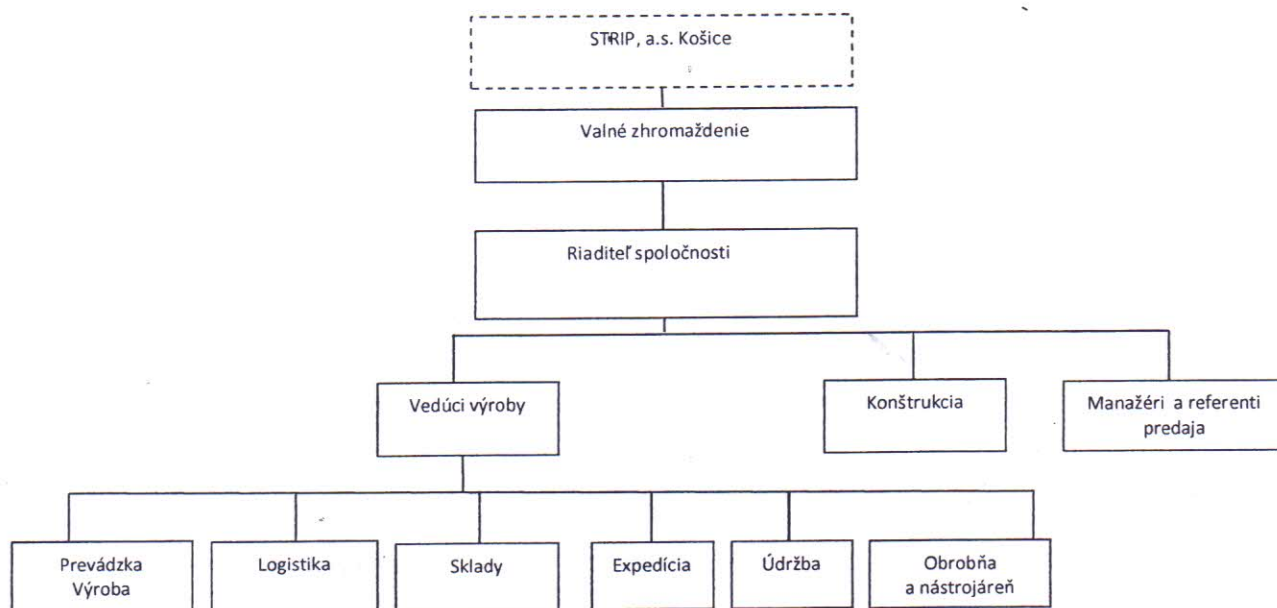 STRIP, a.s. Košice
Valné zhromaždenie
Riaditeľ spoločnosti
Vedúci výroby
Konštrukcia
Manažéri a referenti
predaja
Prevádzka
Výroba
Logistika
Sklady
Expedícia
Údržba
Obrobňa
a nástrojáreň